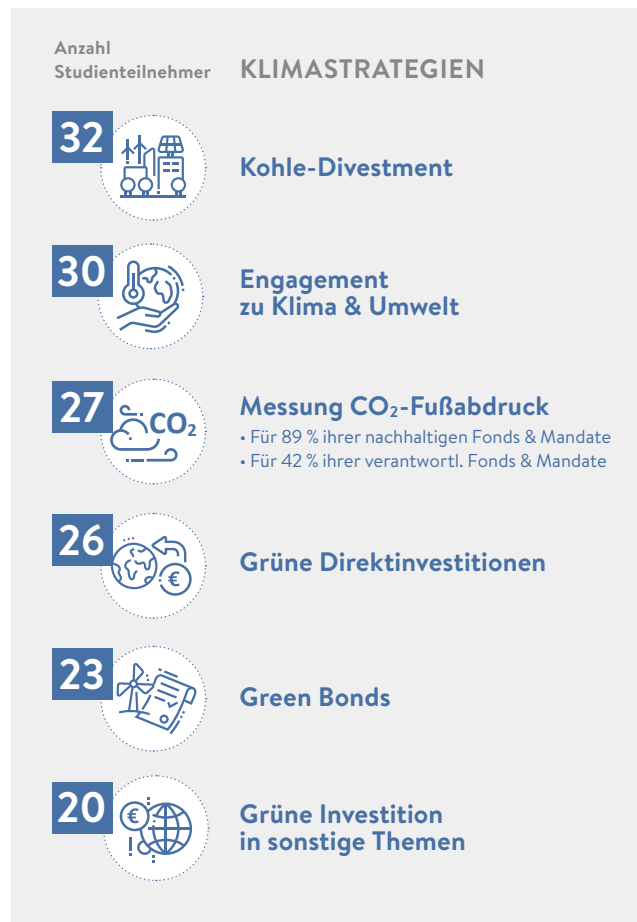 Anzahl
Studienteilnehmer
KLIMASTRATEGIEN
32
Kohle-Divestment
30
Engagement
zu Klima & Umwelt
27
CO₂
Messung CO₂-Fußabdruck
• Für 89 % ihrer nachhaltigen Fonds & Mandate
• Für 42 % ihrer verantwortl. Fonds & Mandate
26
€
Grüne Direktinvestitionen
23
Green Bonds
20
€
Grüne Investition
in sonstige Themen